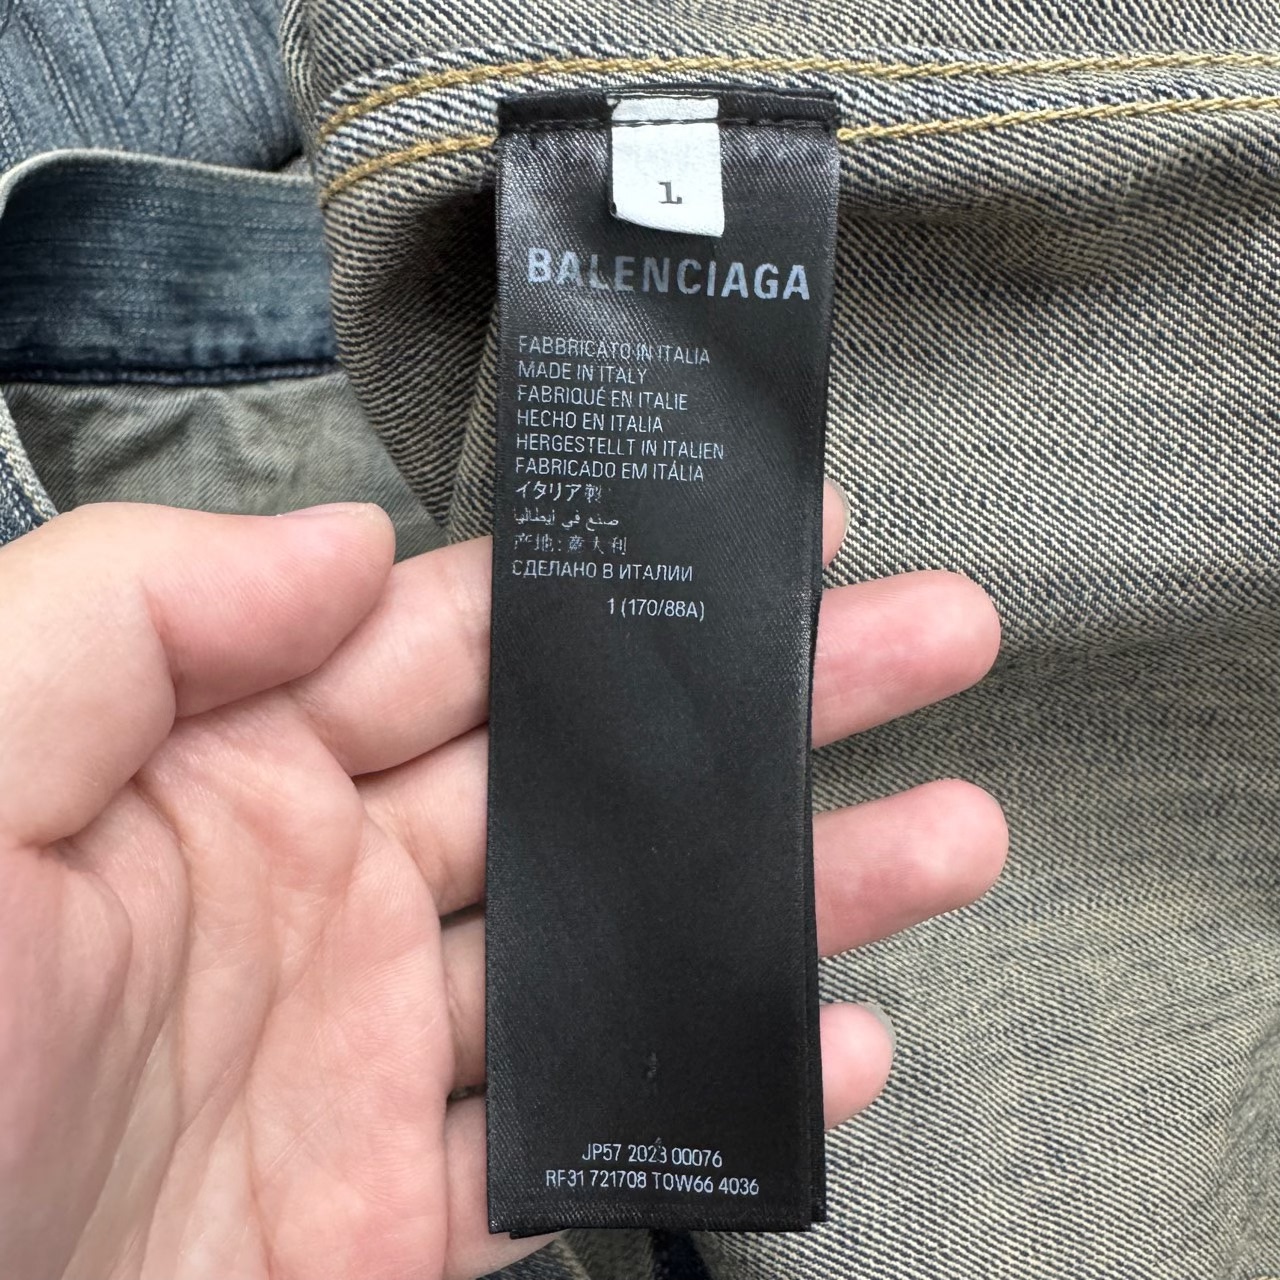 1
BALENCIAGA
FABBRICATO IN ITALIA
MADE IN ITALY
FABRIQUÉ EN ITALIE
HECHO EN ITALIA
HERGESTELLT IN ITALIEN
FABRICADO EM ITÁLIA
イタリア製
صنع في إيطاليا
产地: 意大利
СДЕЛАНО В ИТАЛИИ
1 (170/88A)
JP57 2023 00076
RF31 721708 TOW66 4036